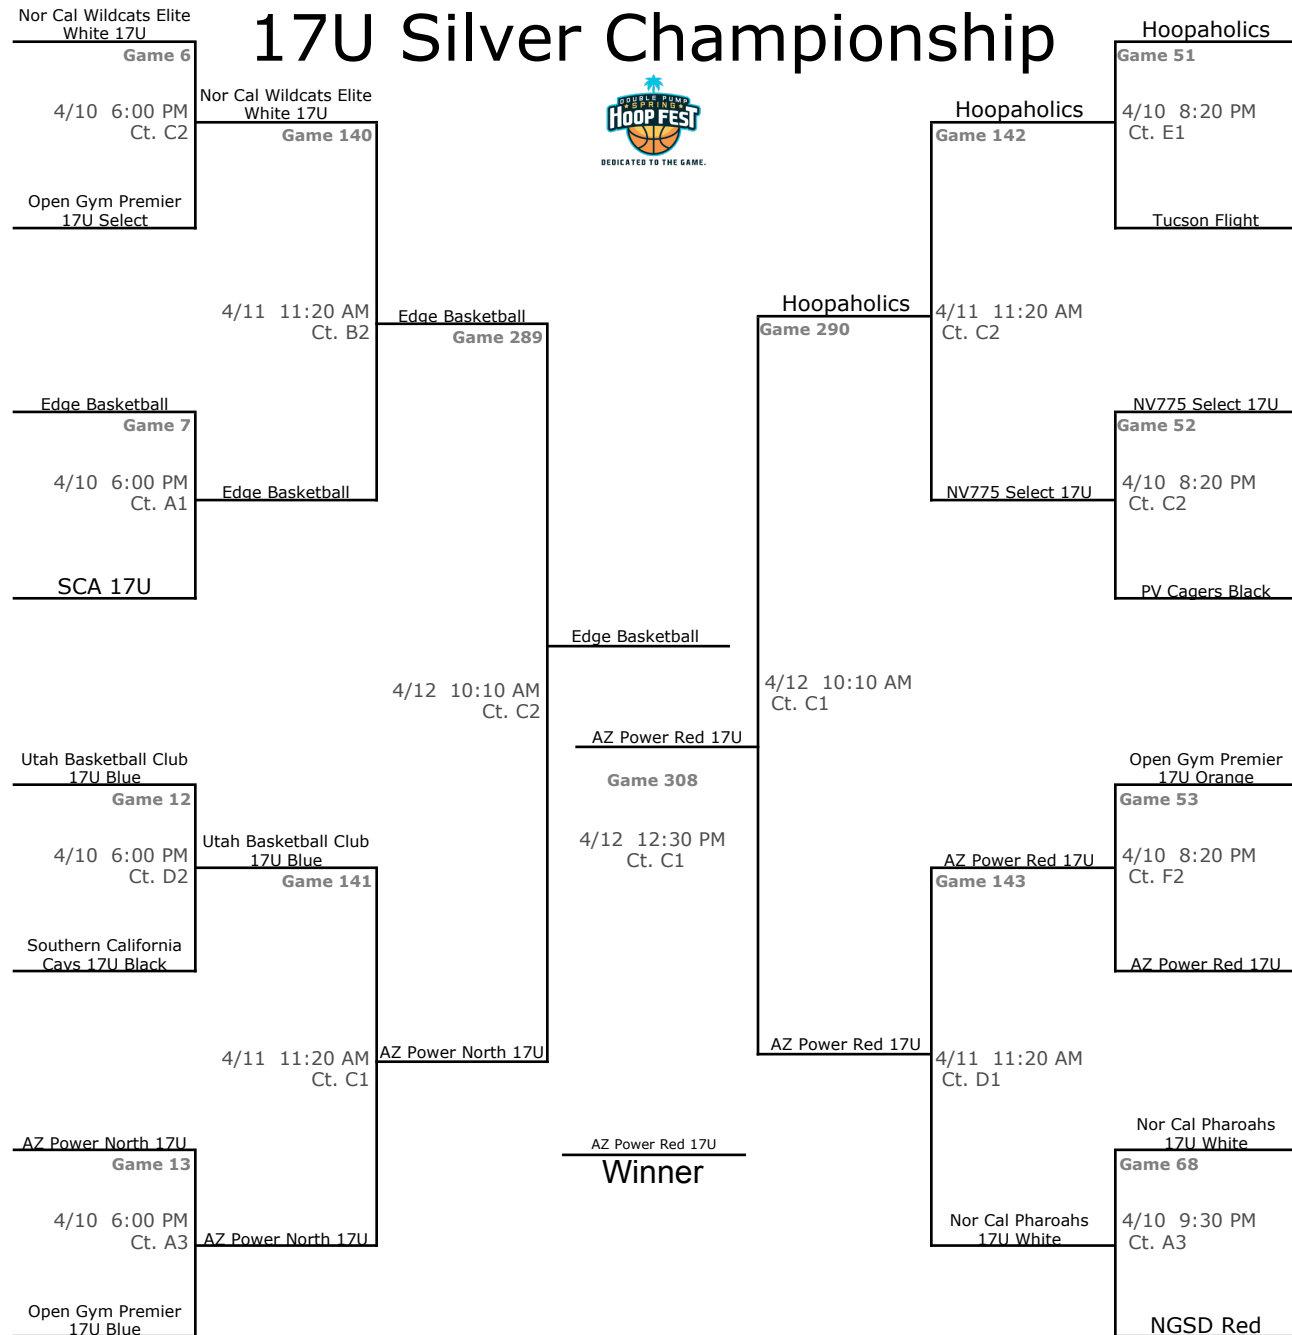 17U Silver Championship
DOUBLE PUMP
SPRING
HOOP FEST
DEDICATED TO THE GAME.
Nor Cal Wildcats Elite
White 17U
Game 6
4/10 6:00 PM
Ct. C2
Open Gym Premier
17U Select
Nor Cal Wildcats Elite
White 17U
Game 140
4/11 11:20 AM
Ct. B2
Edge Basketball
Game 7
4/10 6:00 PM
Ct. A1
SCA 17U
Edge Basketball
Edge Basketball
Game 289
4/12 10:10 AM
Ct. C2
Utah Basketball Club
17U Blue
Game 12
4/10 6:00 PM
Ct. D2
Southern California
Cavs 17U Black
Utah Basketball Club
17U Blue
Game 141
4/11 11:20 AM
Ct. C1
AZ Power North 17U
AZ Power North 17U
Game 13
4/10 6:00 PM
Ct. A3
AZ Power North 17U
Open Gym Premier
17U Blue
Edge Basketball
AZ Power Red 17U
Game 308
4/12 12:30 PM
Ct. C1
AZ Power Red 17U
Winner
Hoopaholics
Game 51
4/10 8:20 PM
Ct. E1
Tucson Flight
Hoopaholics
Game 142
4/11 11:20 AM
Ct. C2
Hoopaholics
Game 290
4/12 10:10 AM
Ct. C1
NV775 Select 17U
Game 52
4/10 8:20 PM
Ct. C2
PV Cagers Black
NV775 Select 17U
Open Gym Premier
17U Orange
Game 53
4/10 8:20 PM
Ct. F2
AZ Power Red 17U
AZ Power Red 17U
Game 143
4/11 11:20 AM
Ct. D1
AZ Power Red 17U
Nor Cal Pharoahs
17U White
Game 68
4/10 9:30 PM
Ct. A3
Nor Cal Pharoahs
17U White
NGSD Red